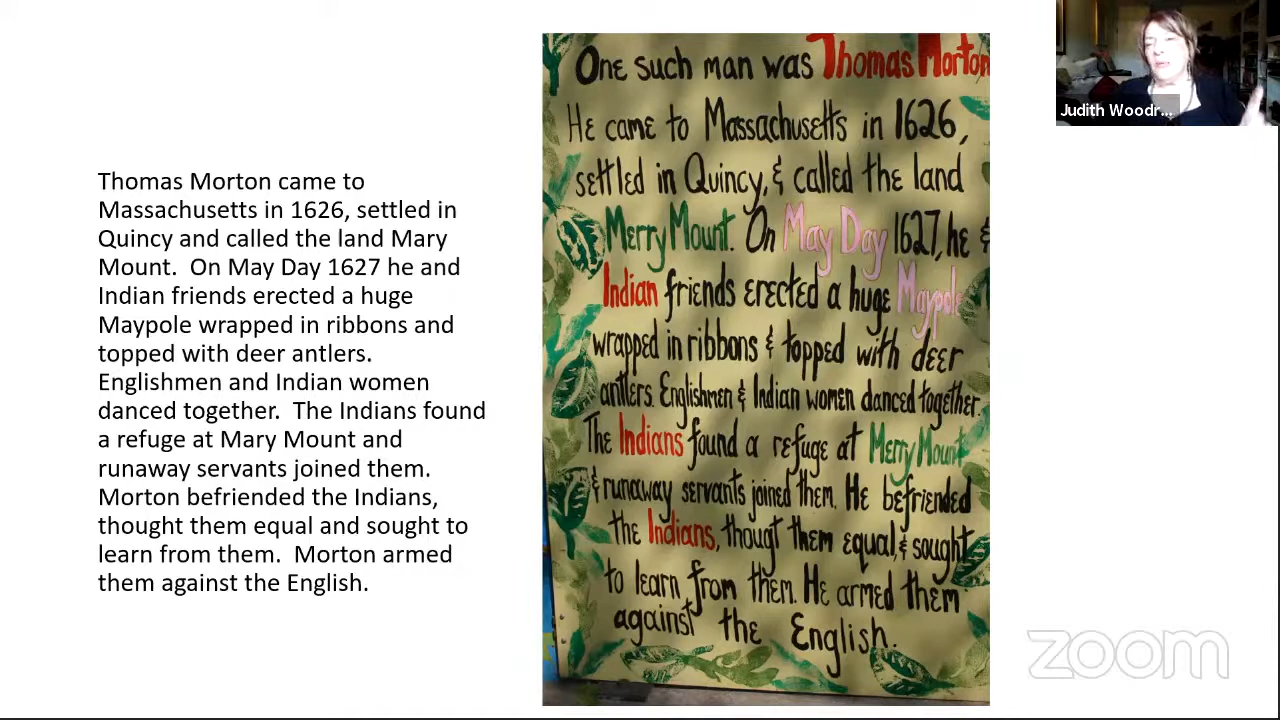 Thomas Morton came to
Massachusetts in 1626, settled in
Quincy and called the land Mary
Mount.  On May Day 1627 he and
Indian friends erected a huge
Maypole wrapped in ribbons and
topped with deer antlers.
Englishmen and Indian women
danced together.  The Indians found
a refuge at Mary Mount and
runaway servants joined them.
Morton befriended the Indians,
thought them equal and sought to
learn from them.  Morton armed
them against the English.
One such man was Thomas Morton
He came to Massachusetts in 1626,
settled in Quincy, & called the land
Merry Mount. On May Day 1627, he &
Indian friends erected a huge Maypole
wrapped in ribbons & topped with deer
antlers. Englishmen & Indian women danced together.
The Indians found a refuge at Merry Mount
& runaway servants joined them. He befriended
the Indians, thougt them equal, & sought
to learn from them. He armed them
against the English.
Judith Woodr...
zoom